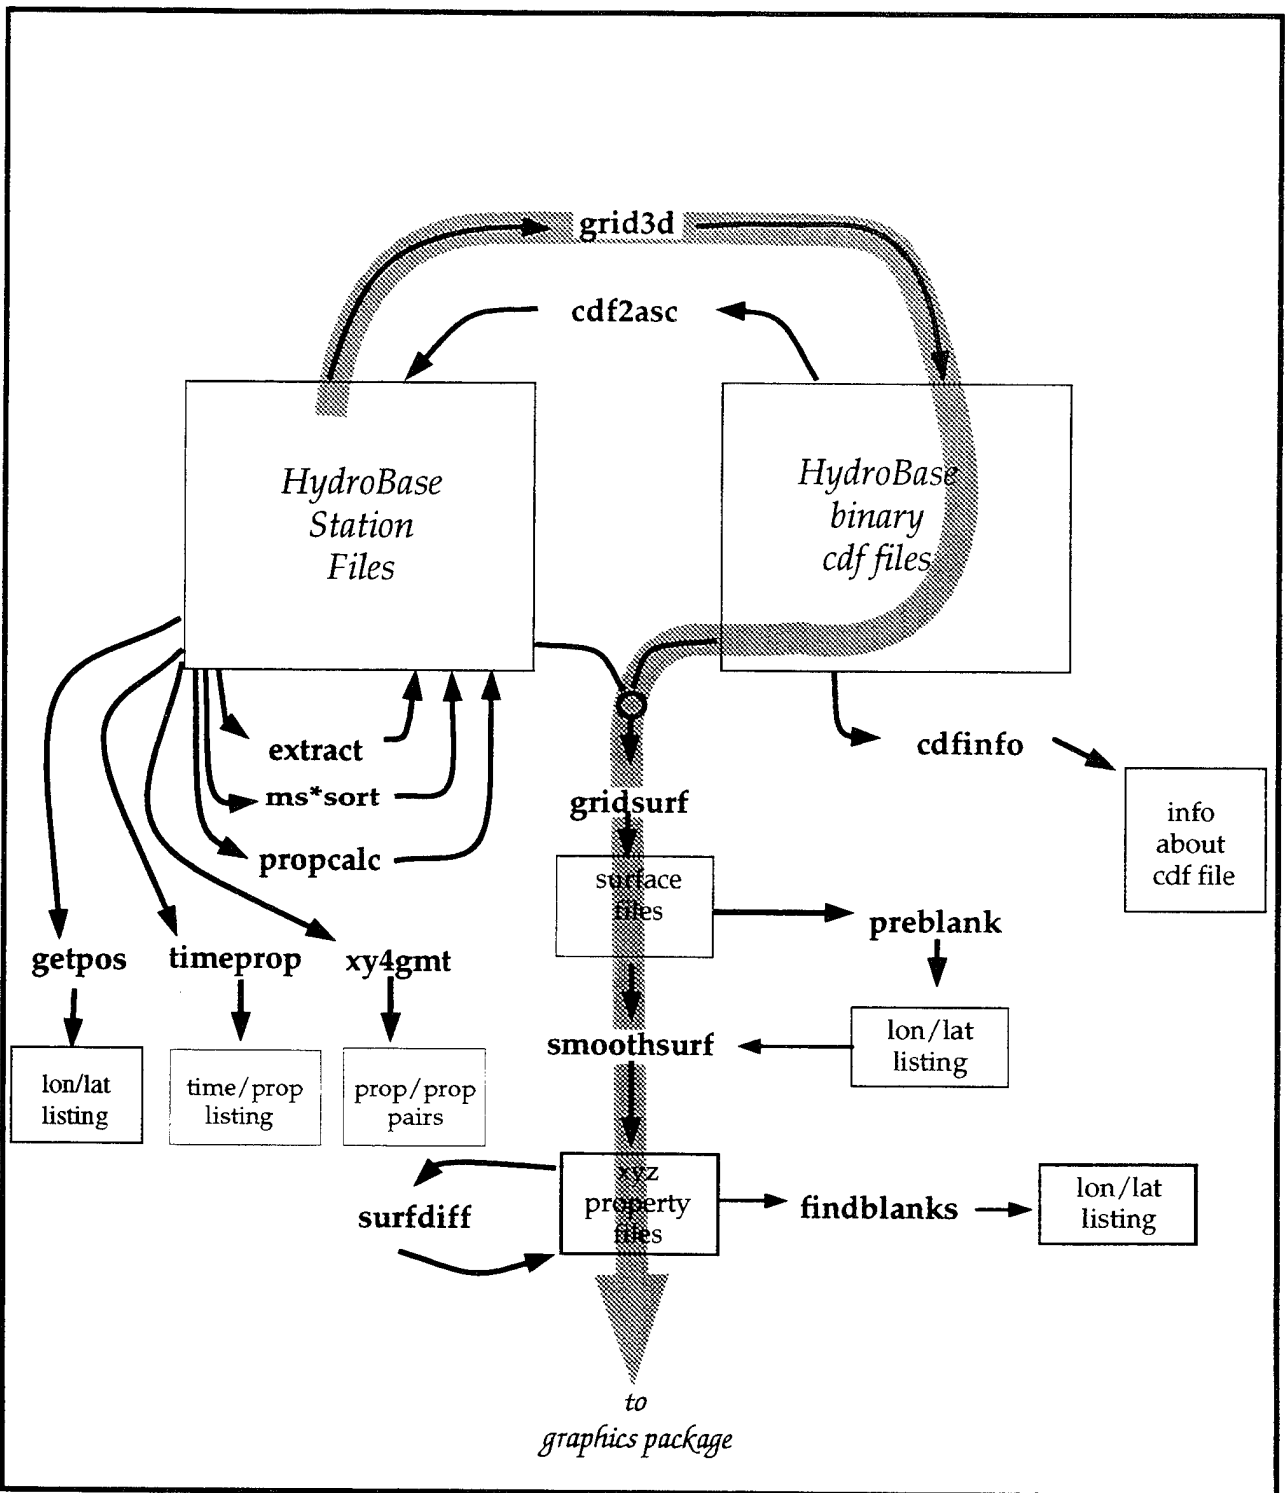 grid3d
cdf2asc
HydroBase
Station
Files
HydroBase
binary
cdf files
extract
ms*sort
propcalc
cdfinfo
info
about
cdf file
gridsurf
surface
files
preblank
getpos
timeprop
xy4gmt
lon/lat
listing
smoothsurf
lon/lat
listing
time/prop
listing
prop/prop
pairs
surfdiff
xyz
property
files
findblanks
lon/lat
listing
to
graphics package